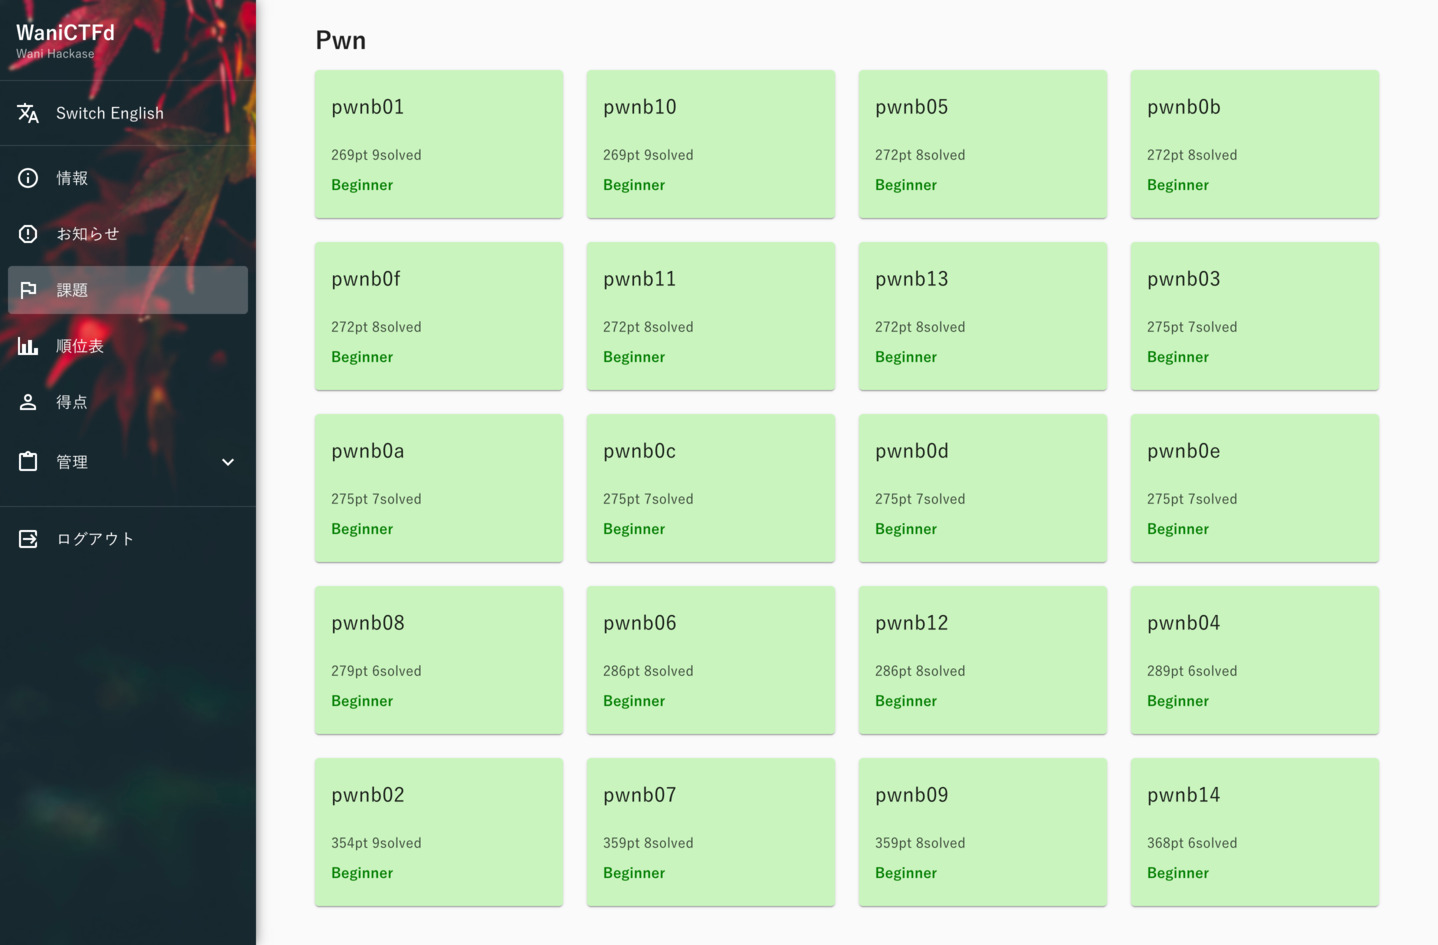 WaniCTFd
Wani Hackase
Switch English
情報
お知らせ
課題
順位表
得点
管理
ログアウト
Pwn
pwnb01
269pt 9solved
Beginner
pwnb10
269pt 9solved
Beginner
pwnb05
272pt 8solved
Beginner
pwnb0b
272pt 8solved
Beginner
pwnb0f
272pt 8solved
Beginner
pwnb11
272pt 8solved
Beginner
pwnb13
272pt 8solved
Beginner
pwnb03
275pt 7solved
Beginner
pwnb0a
275pt 7solved
Beginner
pwnb0c
275pt 7solved
Beginner
pwnb0d
275pt 7solved
Beginner
pwnb0e
275pt 7solved
Beginner
pwnb08
279pt 6solved
Beginner
pwnb06
286pt 8solved
Beginner
pwnb12
286pt 8solved
Beginner
pwnb04
289pt 6solved
Beginner
pwnb02
354pt 9solved
Beginner
pwnb07
359pt 8solved
Beginner
pwnb09
359pt 8solved
Beginner
pwnb14
368pt 6solved
Beginner